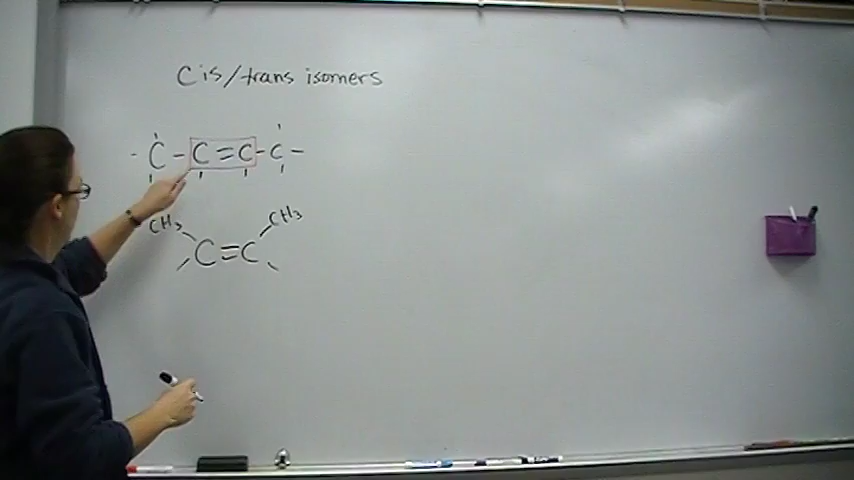 Cis/trans isomers
- C - C = C - C -
CH3 CH3
C = C